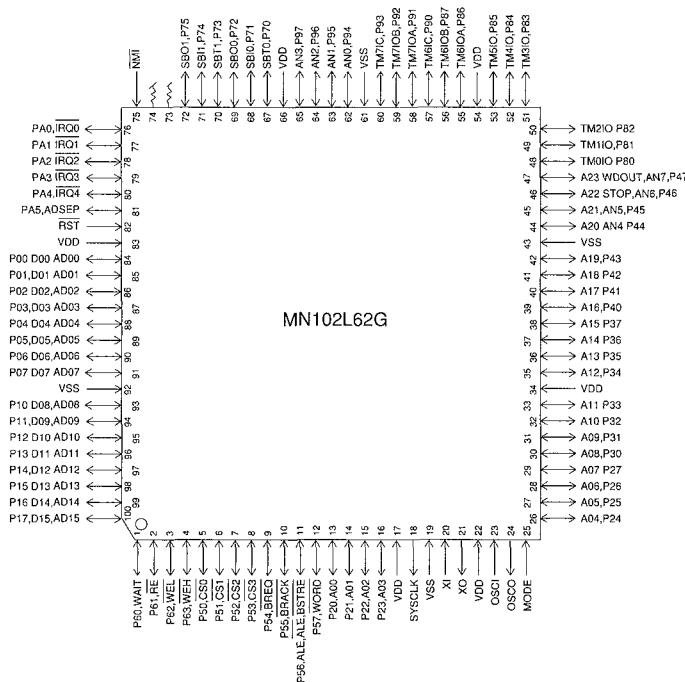 NMI
SBO1,P75
SBI1,P74
SBT1,P73
SBO0,P72
SBI0,P71
SBT0,P70
VDD
AN3,P97
AN2,P96
AN1,P95
AN0,P94
VSS
TM7IC,P93
TM7IOB,P92
TM7IOA,P91
TM6IC,P90
TM6IOB,P87
TM6IOA,P86
VDD
TM5IO,P85
TM4IO,P84
TM3IO,P83
75 74 73 72 71 70 69 68 67 66 65 64 63 62 61 60 59 58 57 56 55 54 53 52 51
PA0,IRQ0 76
PA1 IRQ1 77
PA2 IRQ2 78
PA3 IRQ3 79
PA4,IRQ4 80
PA5,ADSEP 81
RST 82
VDD 83
P00 D00 AD00 84
P01,D01 AD01 85
P02 D02,AD02 86
P03,D03 AD03 87
P04 D04 AD04 88
P05,D05,AD05 89
P06 D06,AD06 90
P07 D07 AD07 91
VSS 92
P10 D08,AD08 93
P11,D09,AD09 94
P12 D10 AD10 95
P13 D11 AD11 96
P14,D12 AD12 97
P15 D13 AD13 98
P16 D14,AD14 99
P17,D15,AD15 100
MN102L62G
50 TM2IO P82
49 TM1IO,P81
48 TM0IO P80
47 A23 WDOUT,AN7,P47
46 A22 STOP,AN6,P46
45 A21,AN5,P45
44 A20 AN4 P44
43 VSS
42 A19,P43
41 A18 P42
40 A17 P41
39 A16,P40
38 A15 P37
37 A14 P36
36 A13 P35
35 A12,P34
34 VDD
33 A11 P33
32 A10 P32
31 A09,P31
30 A08,P30
29 A07 P27
28 A06,P26
27 A05,P25
26 A04,P24
1 2 3 4 5 6 7 8 9 10 11 12 13 14 15 16 17 18 19 20 21 22 23 24 25
P60,WAIT
P61,RE
P62,WEL
P63,WEH
P50,CS0
P51,CS1
P52,CS2
P53,CS3
P54,BREQ
P55,BRACK
P56,ALE,ALE,BSTRE
P57,WORD
P20,A00
P21,A01
P22,A02
P23,A03
VDD
SYSCLK
VSS
XI
XO
VDD
OSCI
OSCO
MODE